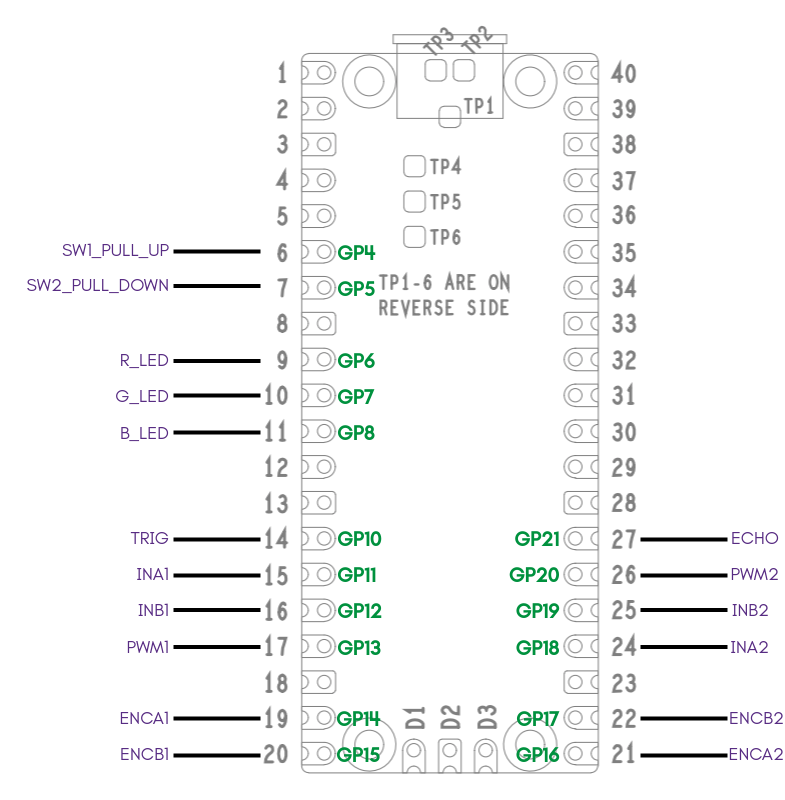 TP3 TP2
1 40
TP1
2 39
3 38
TP4
4 37
TP5
5 36
TP6
SW1_PULL_UP 6 GP4 35
SW2_PULL_DOWN 7 GP5 TP1-6 ARE ON 34
REVERSE SIDE
8 33
R_LED 9 GP6 32
G_LED 10 GP7 31
B_LED 11 GP8 30
12 29
13 28
TRIG 14 GP10 GP21 27 ECHO
INA1 15 GP11 GP20 26 PWM2
INB1 16 GP12 GP19 25 INB2
PWM1 17 GP13 GP18 24 INA2
18 23
D1 D2 D3
ENCA1 19 GP14 GP17 22 ENCB2
ENCB1 20 GP15 GP16 21 ENCA2